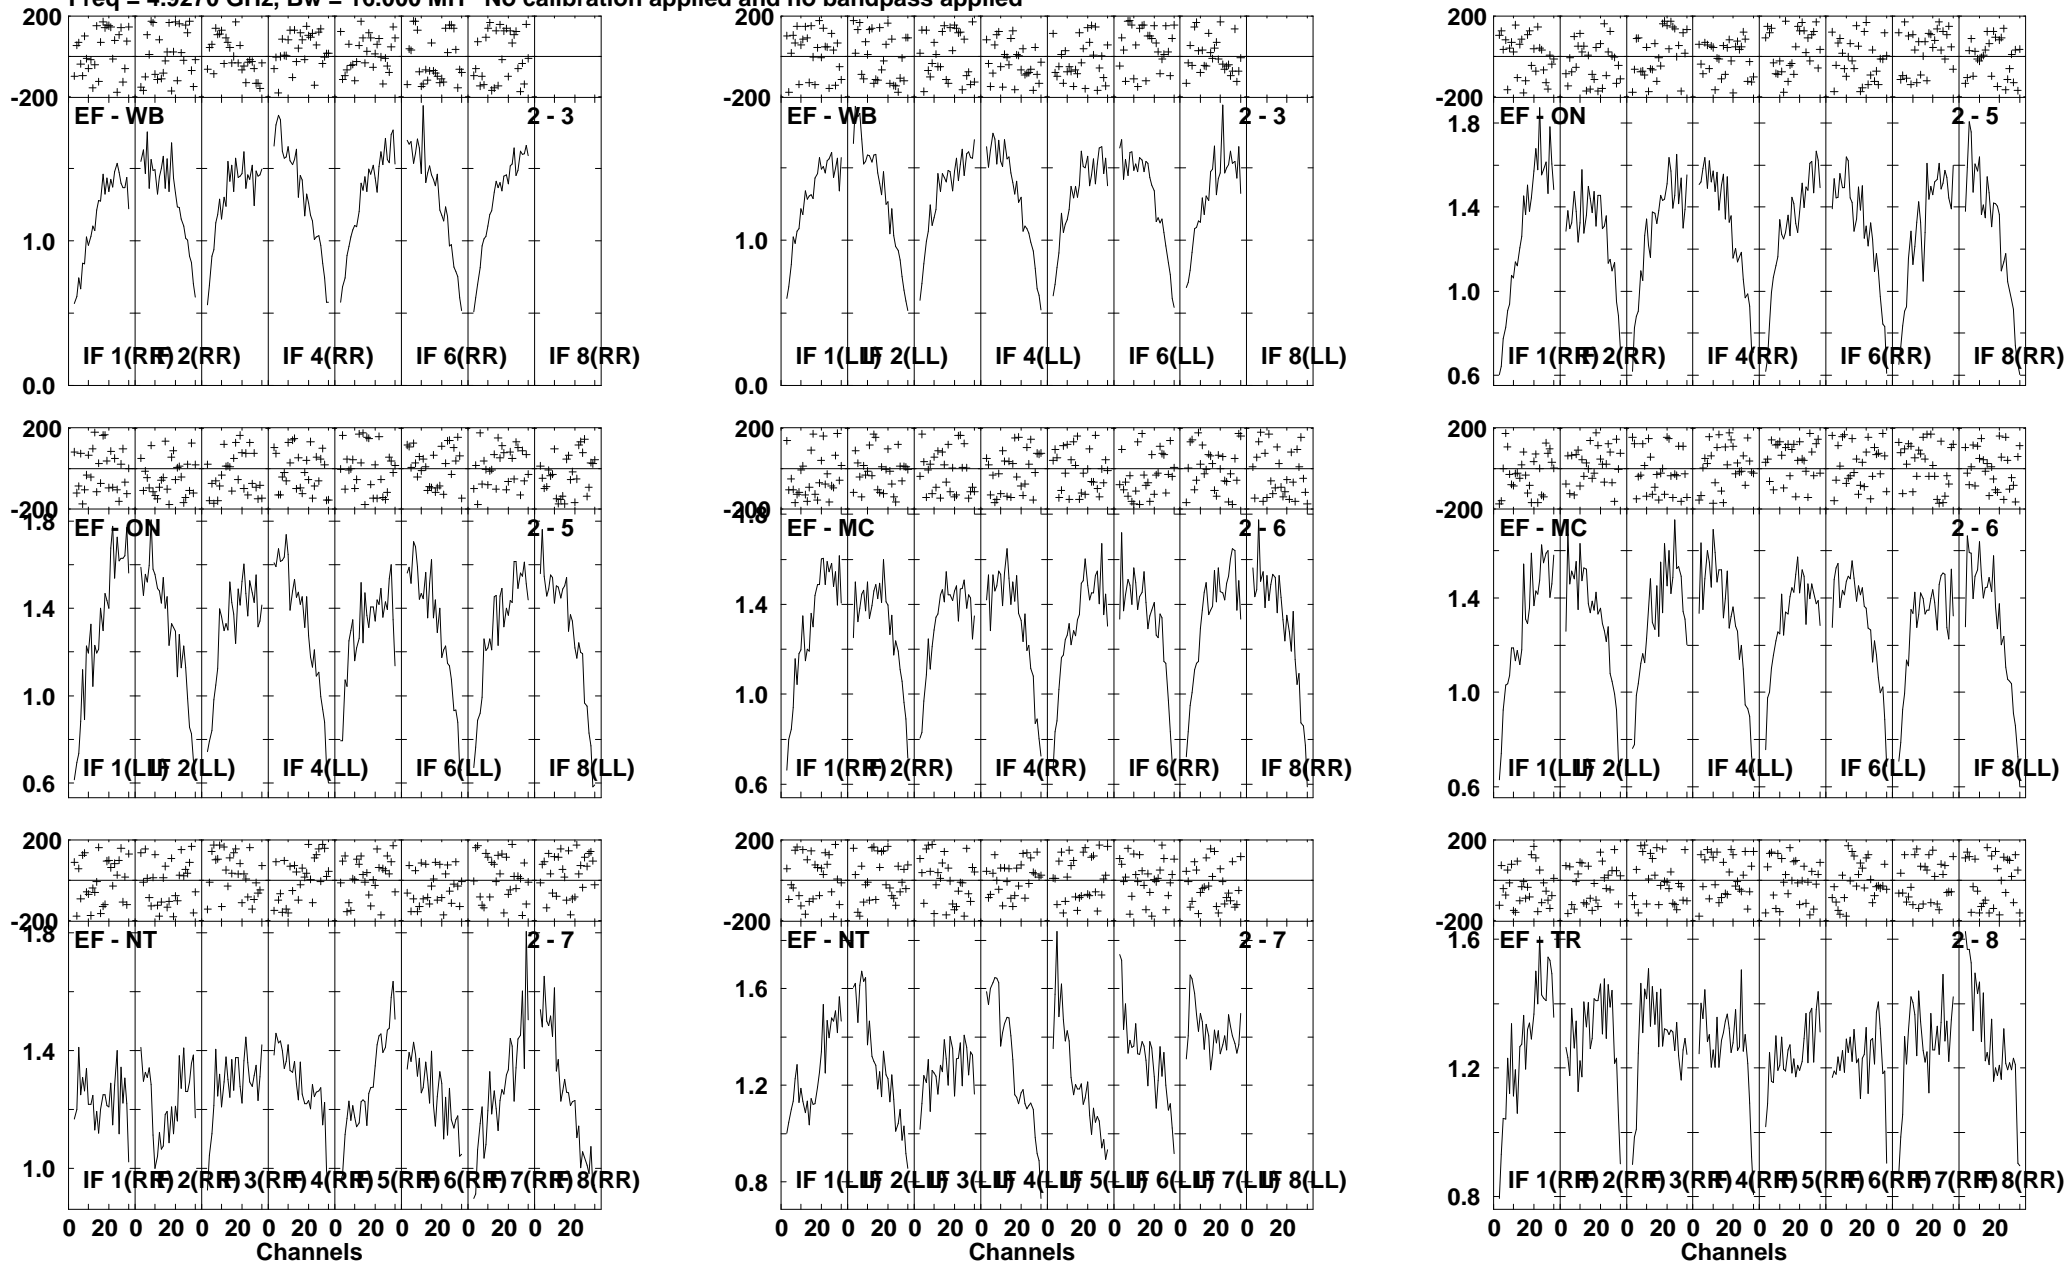 Freq = 4.9276 GHz, Bw = 16.000 MH No calibration applied and no bandpass applied
200
-200
EF - WB 2 - 3
1.0
0.0
IF 1(RR) IF 2(RR) IF 4(RR) IF 6(RR) IF 8(RR)
200
-200
EF - WB 2 - 3
1.0
0.0
IF 1(LL) IF 2(LL) IF 4(LL) IF 6(LL) IF 8(LL)
200
-200
EF - ON 2 - 5
1.8
1.4
1.0
0.6
IF 1(RR) IF 2(RR) IF 4(RR) IF 6(RR) IF 8(RR)
200
-200
1.8
EF - ON 2 - 5
1.4
1.0
0.6
IF 1(LL) IF 2(LL) IF 4(LL) IF 6(LL) IF 8(LL)
200
-200
1.8
EF - MC 2 - 6
1.4
1.0
0.6
IF 1(RR) IF 2(RR) IF 4(RR) IF 6(RR) IF 8(RR)
200
-200
EF - MC 2 - 6
1.4
1.0
0.6
IF 1(LL) IF 2(LL) IF 4(LL) IF 6(LL) IF 8(LL)
200
-200
1.8
EF - NT 2 - 7
1.4
1.0
IF 1(RR) IF 2(RR) IF 3(RR) IF 4(RR) IF 5(RR) IF 6(RR) IF 7(RR) IF 8(RR)
0 20 0 20 0 20 0 20 0 20 0 20 0 20 0 20
Channels
200
-200
EF - NT 2 - 7
1.6
1.2
0.8
IF 1(LL) IF 2(LL) IF 3(LL) IF 4(LL) IF 5(LL) IF 6(LL) IF 7(LL) IF 8(LL)
0 20 0 20 0 20 0 20 0 20 0 20 0 20 0 20
Channels
200
-200
EF - TR 2 - 8
1.6
1.2
0.8
IF 1(RR) IF 2(RR) IF 3(RR) IF 4(RR) IF 5(RR) IF 6(RR) IF 7(RR) IF 8(RR)
0 20 0 20 0 20 0 20 0 20 0 20 0 20 0 20
Channels